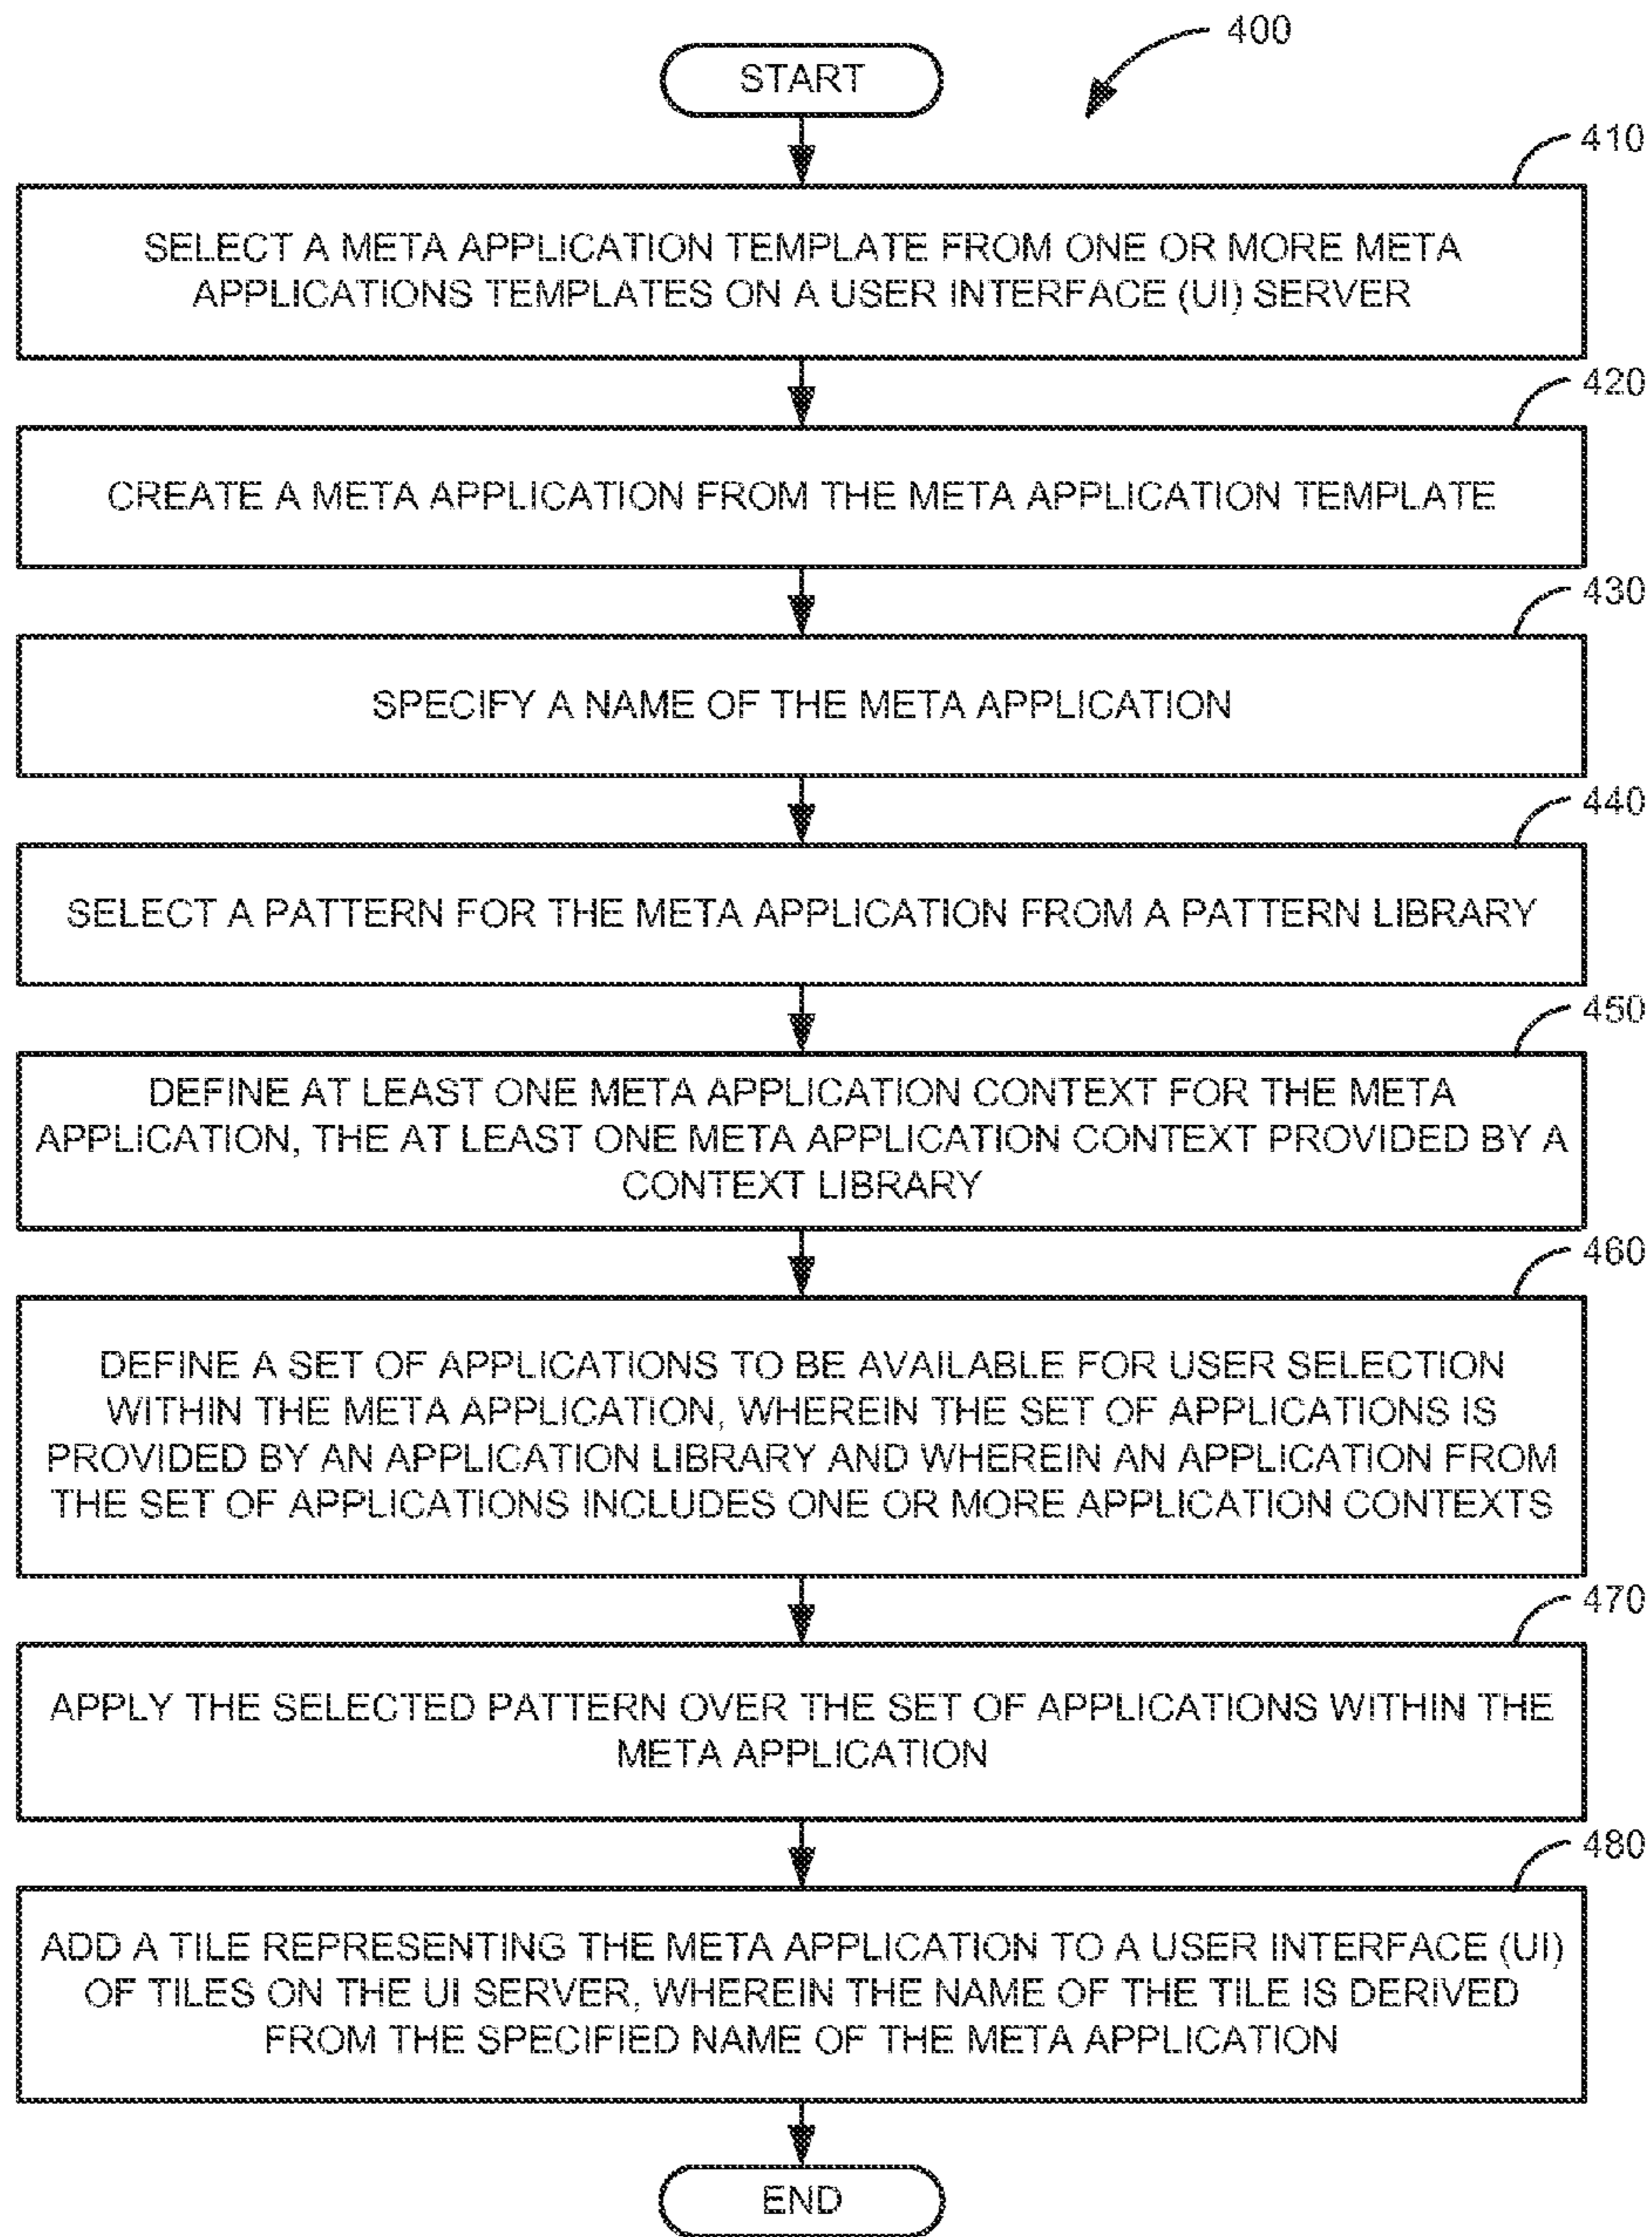 400
START
410
SELECT A META APPLICATION TEMPLATE FROM ONE OR MORE META
APPLICATIONS TEMPLATES ON A USER INTERFACE (UI) SERVER
420
CREATE A META APPLICATION FROM THE META APPLICATION TEMPLATE
430
SPECIFY A NAME OF THE META APPLICATION
440
SELECT A PATTERN FOR THE META APPLICATION FROM A PATTERN LIBRARY
450
DEFINE AT LEAST ONE META APPLICATION CONTEXT FOR THE META
APPLICATION, THE AT LEAST ONE META APPLICATION CONTEXT PROVIDED BY A
CONTEXT LIBRARY
460
DEFINE A SET OF APPLICATIONS TO BE AVAILABLE FOR USER SELECTION
WITHIN THE META APPLICATION, WHEREIN THE SET OF APPLICATIONS IS
PROVIDED BY AN APPLICATION LIBRARY AND WHEREIN AN APPLICATION FROM
THE SET OF APPLICATIONS INCLUDES ONE OR MORE APPLICATION CONTEXTS
470
APPLY THE SELECTED PATTERN OVER THE SET OF APPLICATIONS WITHIN THE
META APPLICATION
480
ADD A TILE REPRESENTING THE META APPLICATION TO A USER INTERFACE (UI)
OF TILES ON THE UI SERVER, WHEREIN THE NAME OF THE TILE IS DERIVED
FROM THE SPECIFIED NAME OF THE META APPLICATION
END